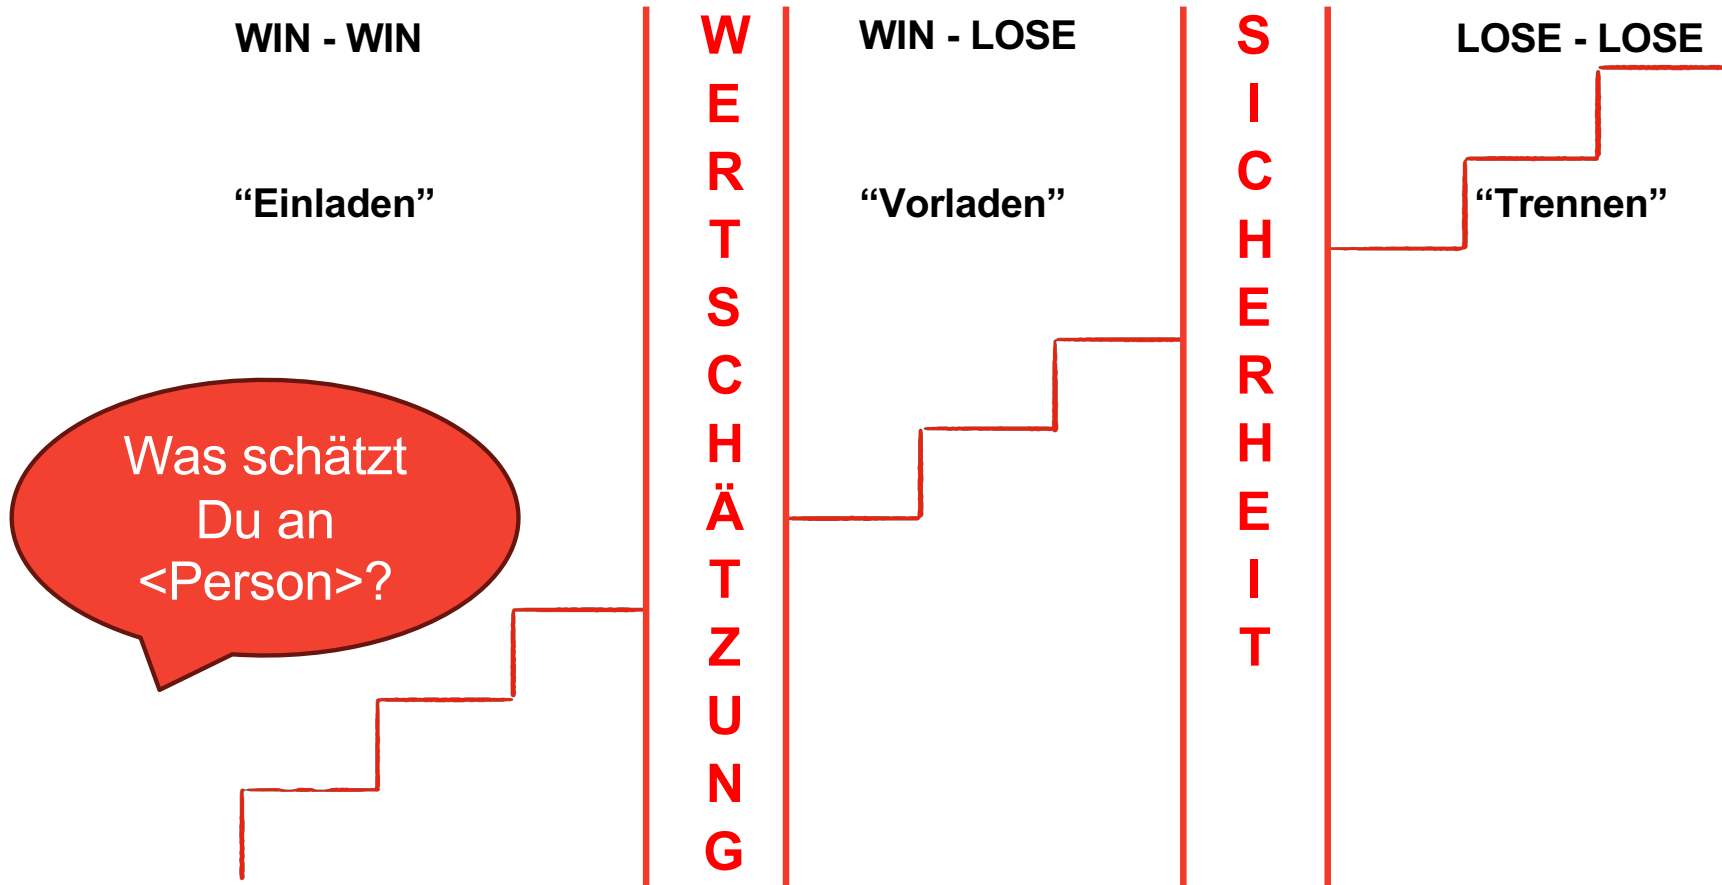 WIN - WIN
“Einladen”
Was schätzt
Du an
<Person>?
WERTSCHÄTZUNG
WIN - LOSE
“Vorladen”
SICHERHEIT
LOSE - LOSE
“Trennen”